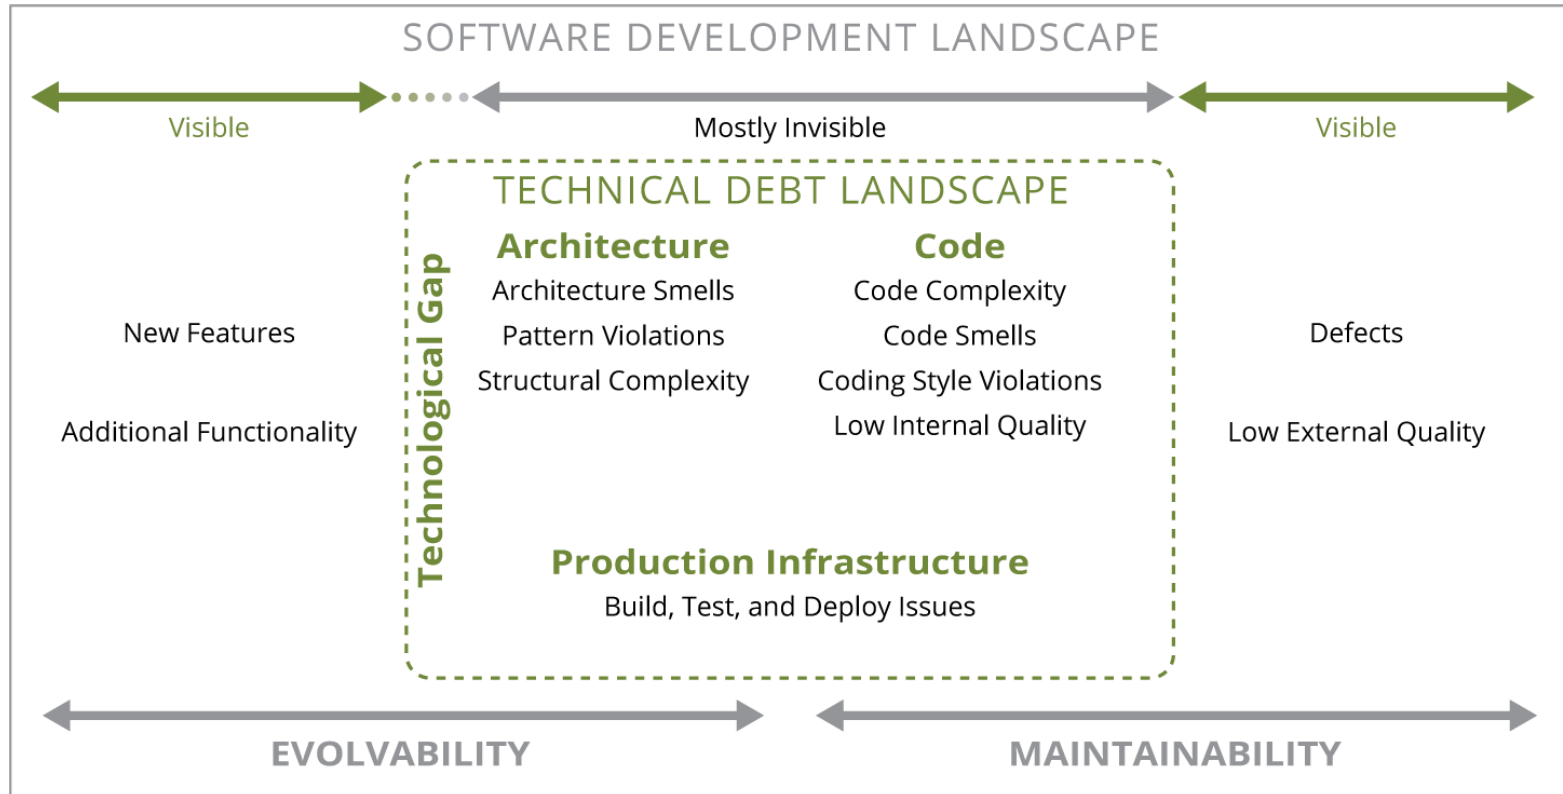 SOFTWARE DEVELOPMENT LANDSCAPE
Visible
Mostly Invisible
Visible
TECHNICAL DEBT LANDSCAPE
New Features
Additional Functionality
Technological Gap
Architecture
Architecture Smells
Pattern Violations
Structural Complexity
Code
Code Complexity
Code Smells
Coding Style Violations
Low Internal Quality
Production Infrastructure
Build, Test, and Deploy Issues
Defects
Low External Quality
EVOLVABILITY
MAINTAINABILITY